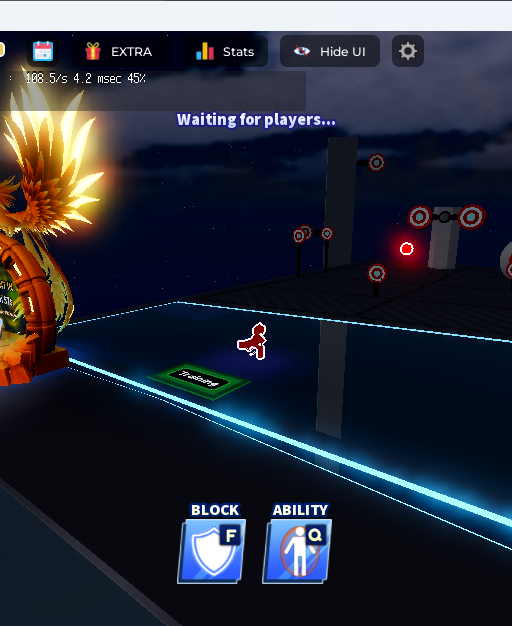 EXTRA
Stats
Hide UI
: 108.5/s 4.2 msec 45%
Waiting for players...
Training
BLOCK
ABILITY
F
Q